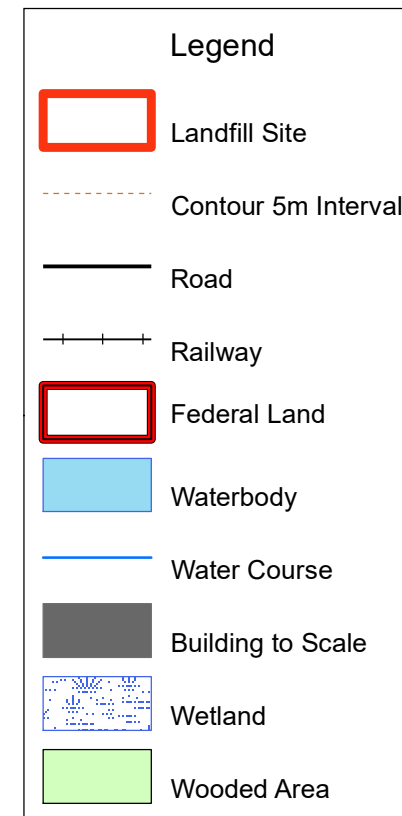 Legend
Landfill Site
Contour 5m Interval
Road
Railway
Federal Land
Waterbody
Water Course
Building to Scale
Wetland
Wooded Area